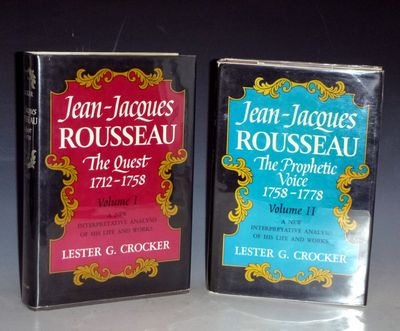 Jean-Jacques
ROUSSEAU
The Quest
1712-1758
Volume I
A NEW
INTERPRETATIVE ANALYSIS
OF HIS LIFE AND WORKS
LESTER G. CROCKER
Jean-Jacques
ROUSSEAU
The Prophetic
Voice
1758-1778
Volume II
A NEW
INTERPRETATIVE ANALYSIS
OF HIS LIFE AND WORKS
LESTER G. CROCKER